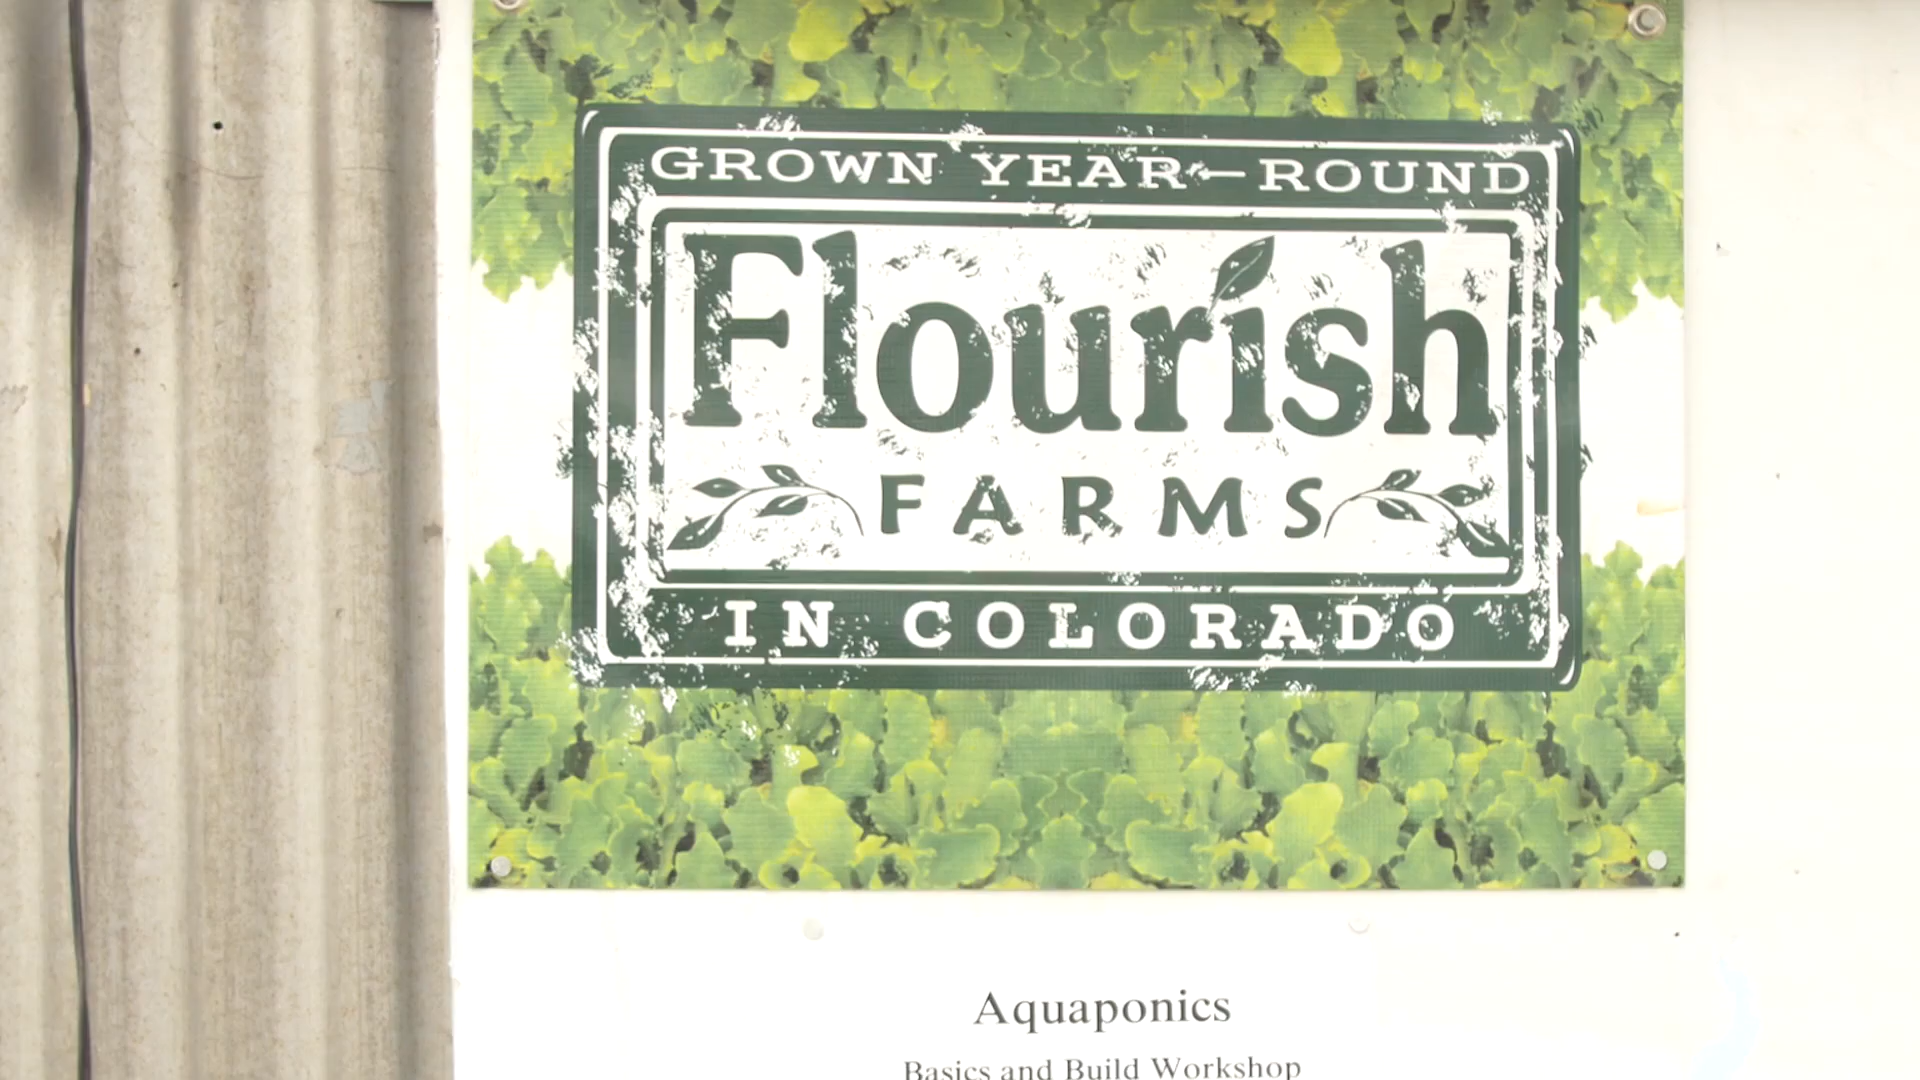 GROWN YEAR—ROUND
Flourish
FARMS
IN COLORADO
Aquaponics
Basics and Build Workshop